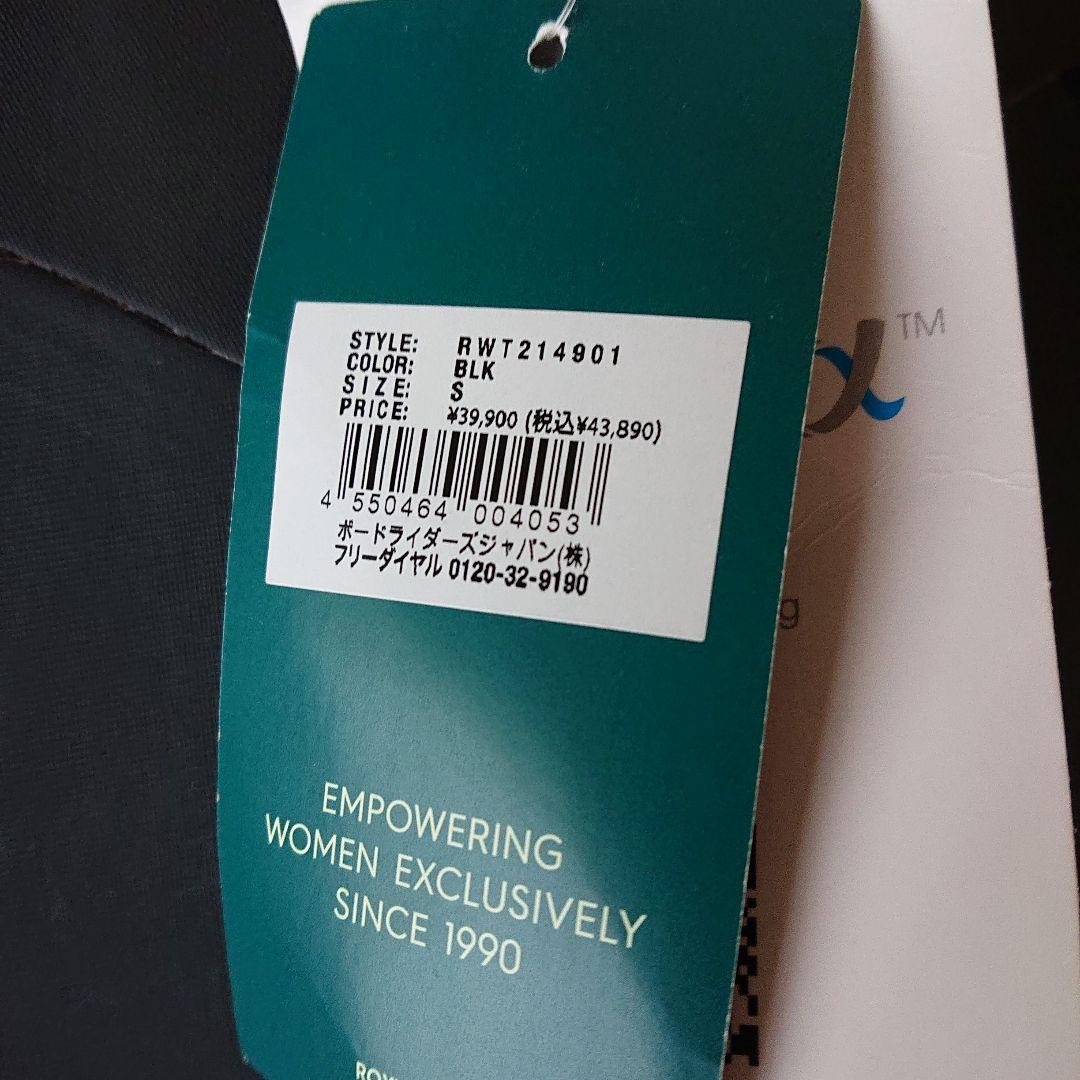 STYLE: RWT214901
COLOR: BLK
SIZE: S
PRICE: ¥39,900 (税込¥43,890)
4 550464 004053
ボードライダーズジャパン(株)
フリーダイヤル 0120-32-9190
EMPOWERING
WOMEN EXCLUSIVELY
SINCE 1990
TM